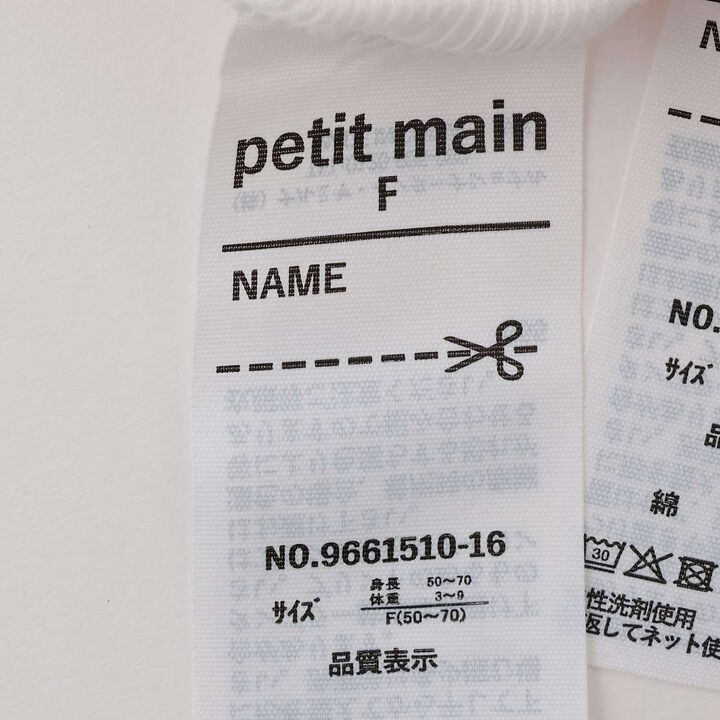 petit main
F
NAME
NO.9661510-16
サイズ
身長 50〜70
体重 3〜9
F(50〜70)
品質表示
NO.
サイズ
綿
30
性洗剤使用
返してネット使